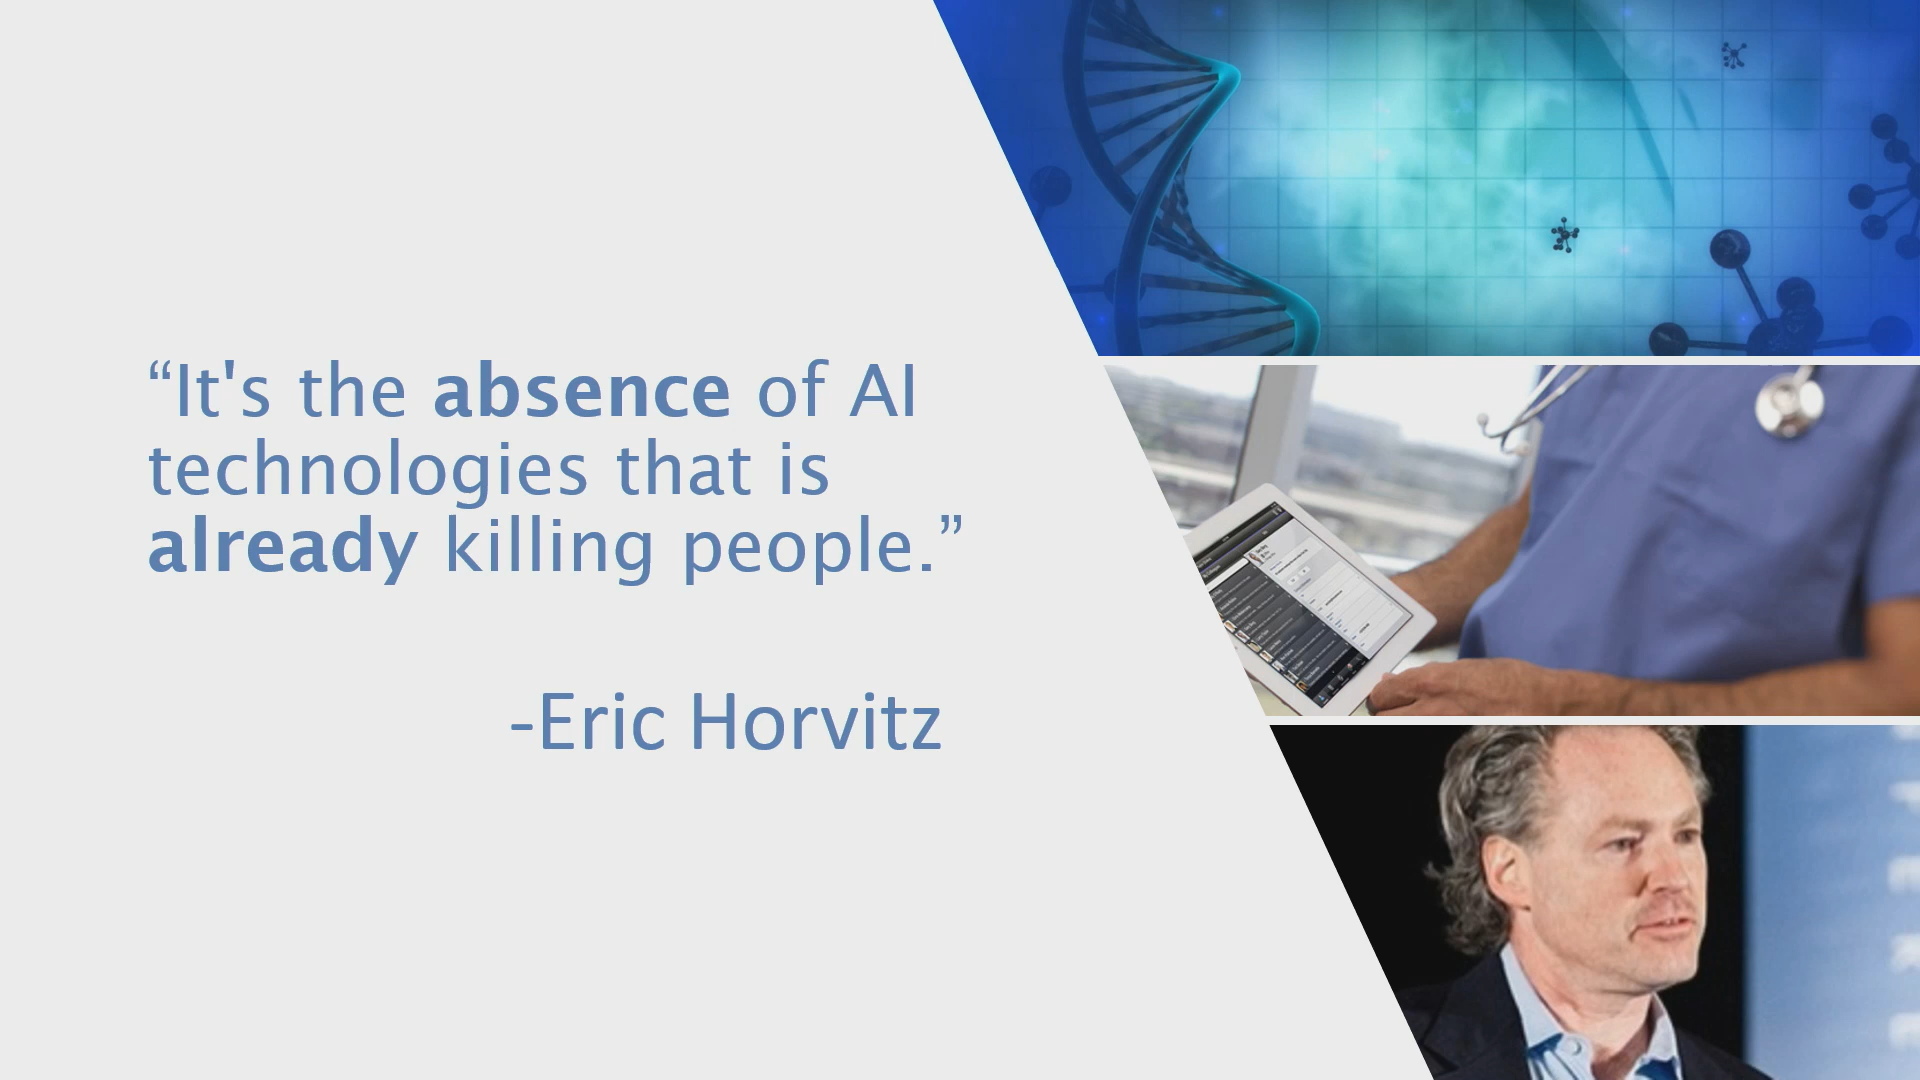 “It's the absence of AI
technologies that is
already killing people.”
-Eric Horvitz